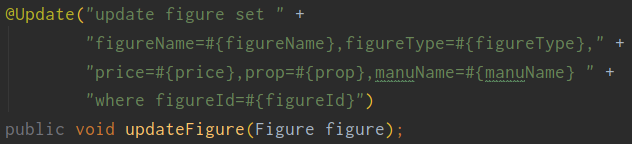 @Update("update figure set " +
"figureName=#{figureName},figureType=#{figureType}," +
"price=#{price},prop=#{prop},manuName=#{manuName} " +
"where figureId=#{figureId}")
public void updateFigure(Figure figure);